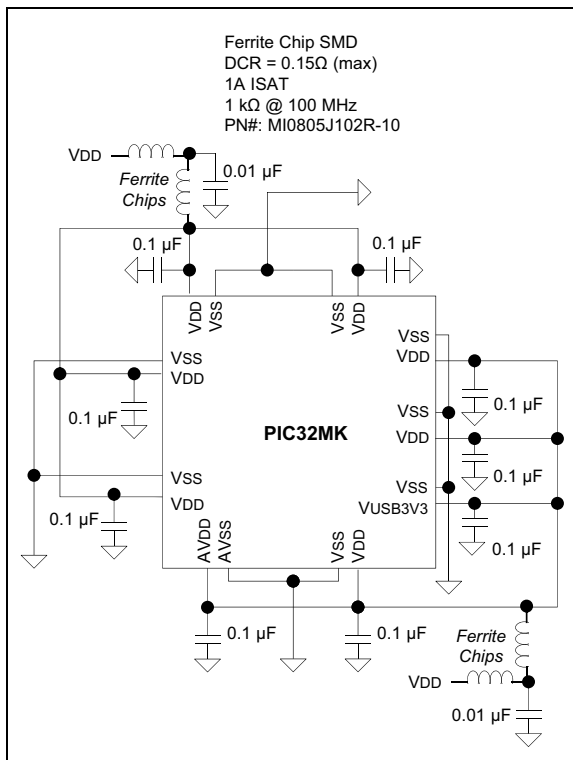 Ferrite Chip SMD
DCR = 0.15Ω (max)
1A ISAT
1 kΩ @ 100 MHz
PN#: MI0805J102R-10
VDD
0.01 µF
Ferrite
Chips
0.1 µF
0.1 µF
VDD
VSS
VSS
VDD
VSS
VDD
VSS
VDD
0.1 µF
0.1 µF
VSS
PIC32MK
VDD
0.1 µF
VSS
VSS
VDD
0.1 µF
VUSB3V3
0.1 µF
AVDD
AVSS
VSS
VDD
0.1 µF
0.1 µF
0.1 µF
Ferrite
Chips
VDD
0.01 µF